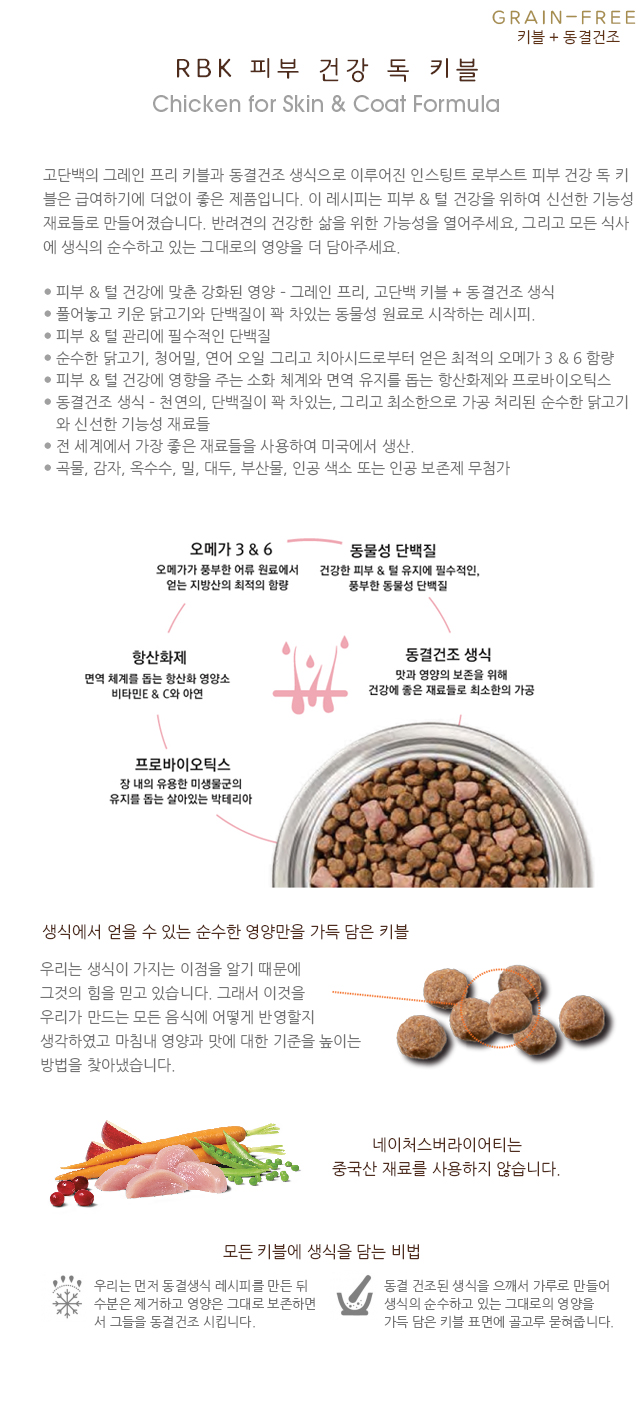 GRAIN-FREE
키블 + 동결건조
RBK 피부 건강 독 키블
Chicken for Skin & Coat Formula
고단백의 그레인 프리 키블과 동결건조 생식으로 이루어진 인스팅트 로부스트 피부 건강 독 키
블은 급여하기에 더없이 좋은 제품입니다. 이 레시피는 피부 & 털 건강을 위하여 신선한 기능성
재료들로 만들어졌습니다. 반려견의 건강한 삶을 위한 가능성을 열어주세요, 그리고 모든 식사
에 생식의 순수하고 있는 그대로의 영양을 더 담아주세요.
● 피부 & 털 건강에 맞춘 강화된 영양 - 그레인 프리, 고단백 키블 + 동결건조 생식
● 풀어놓고 키운 닭고기와 단백질이 꽉 차있는 동물성 원료로 시작하는 레시피.
● 피부 & 털 관리에 필수적인 단백질
● 순수한 닭고기, 청어밀, 연어 오일 그리고 치아시드로부터 얻은 최적의 오메가 3 & 6 함량
● 피부 & 털 건강에 영향을 주는 소화 체계와 면역 유지를 돕는 항산화제와 프로바이오틱스
● 동결건조 생식 - 천연의, 단백질이 꽉 차있는, 그리고 최소한으로 가공 처리된 순수한 닭고기
와 신선한 기능성 재료들
● 전 세계에서 가장 좋은 재료들을 사용하여 미국에서 생산.
● 곡물, 감자, 옥수수, 밀, 대두, 부산물, 인공 색소 또는 인공 보존제 무첨가
오메가 3 & 6
오메가가 풍부한 어류 원료에서
얻는 지방산의 최적의 함량
동물성 단백질
건강한 피부 & 털 유지에 필수적인,
풍부한 동물성 단백질
항산화제
면역 체계를 돕는 항산화 영양소
비타민E & C와 아연
동결건조 생식
맛과 영양의 보존을 위해
건강에 좋은 재료들로 최소한의 가공
프로바이오틱스
장 내의 유용한 미생물군의
유지를 돕는 살아있는 박테리아
생식에서 얻을 수 있는 순수한 영양만을 가득 담은 키블
우리는 생식이 가지는 이점을 알기 때문에
그것의 힘을 믿고 있습니다. 그래서 이것을
우리가 만드는 모든 음식에 어떻게 반영할지
생각하였고 마침내 영양과 맛에 대한 기준을 높이는
방법을 찾아냈습니다.
네이처스버라이어티는
중국산 재료를 사용하지 않습니다.
모든 키블에 생식을 담는 비법
우리는 먼저 동결생식 레시피를 만든 뒤
수분은 제거하고 영양은 그대로 보존하면
서 그들을 동결건조 시킵니다.
동결 건조된 생식을 으깨서 가루로 만들어
생식의 순수하고 있는 그대로의 영양을
가득 담은 키블 표면에 골고루 묻혀줍니다.